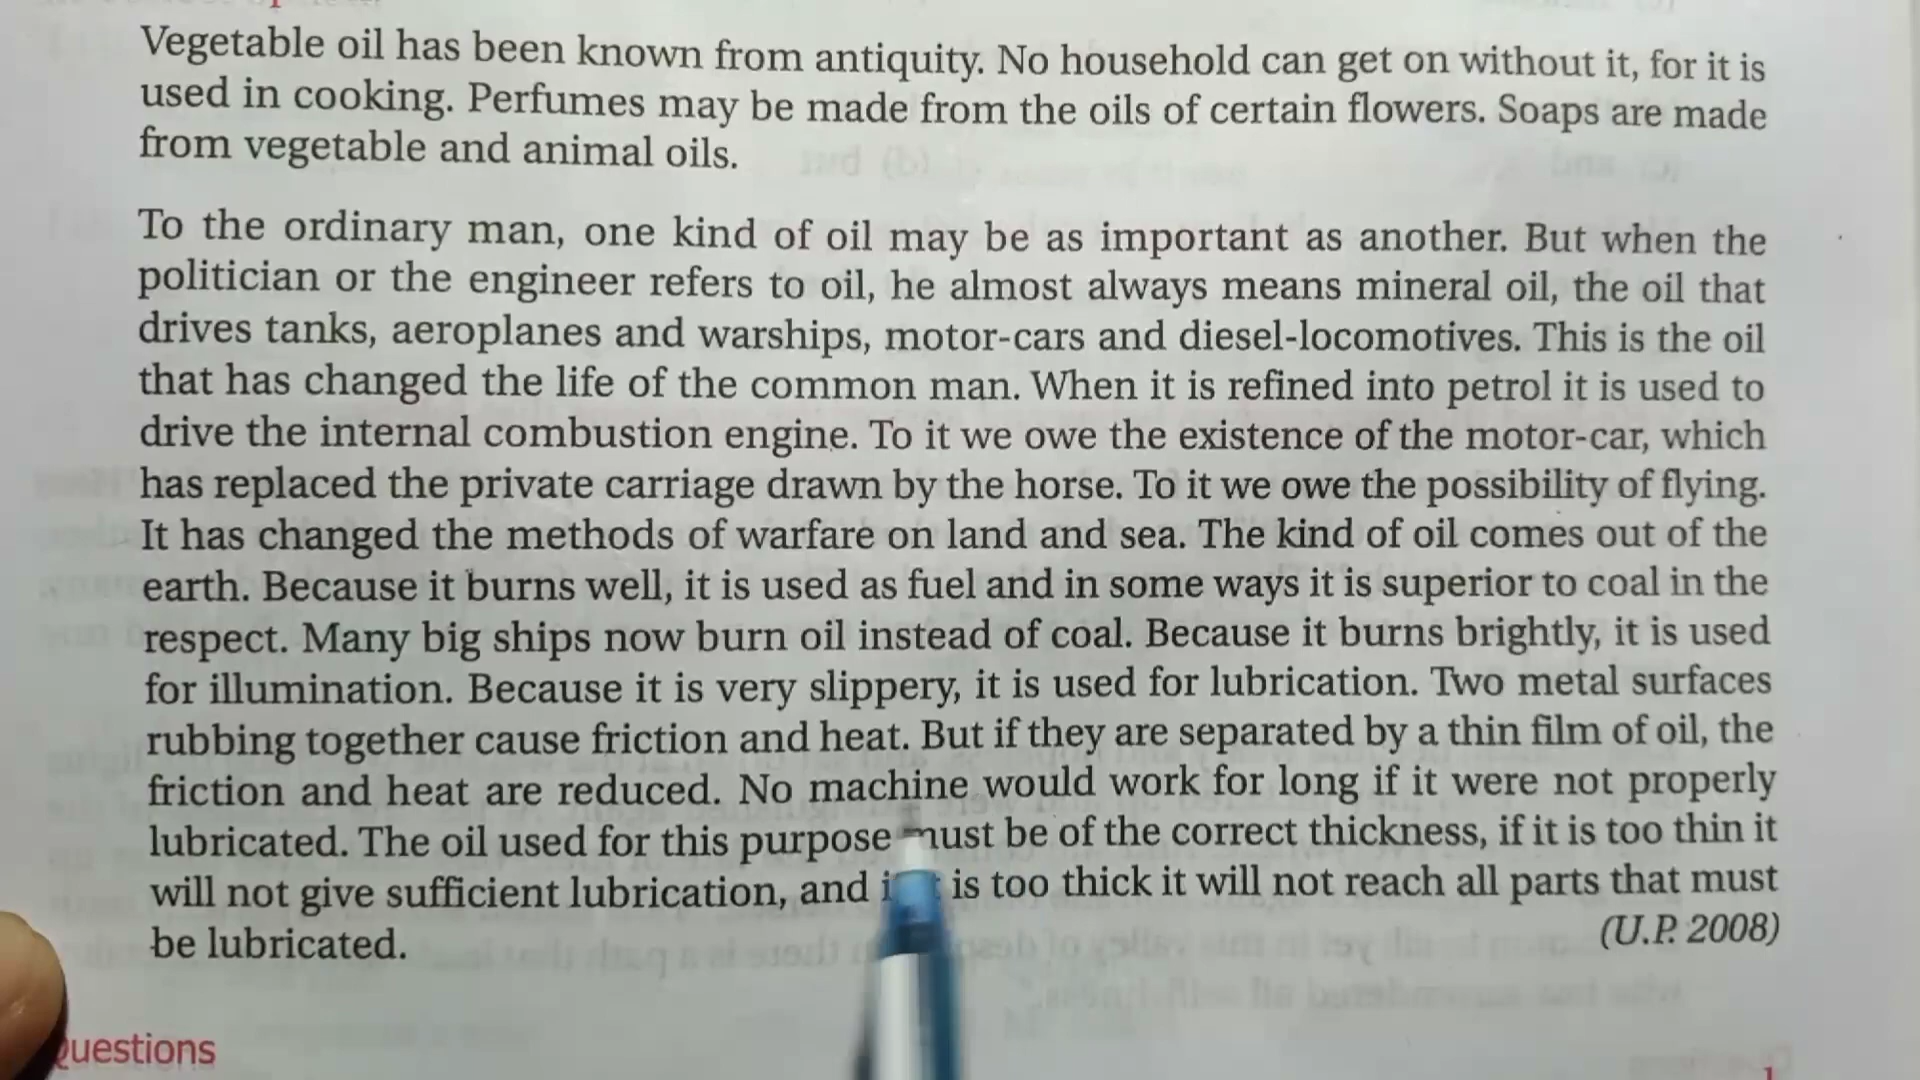 Vegetable oil has been known from antiquity. No household can get on without it, for it is
used in cooking. Perfumes may be made from the oils of certain flowers. Soaps are made
from vegetable and animal oils.
To the ordinary man, one kind of oil may be as important as another. But when the
politician or the engineer refers to oil, he almost always means mineral oil, the oil that
drives tanks, aeroplanes and warships, motor-cars and diesel-locomotives. This is the oil
that has changed the life of the common man. When it is refined into petrol it is used to
drive the internal combustion engine. To it we owe the existence of the motor-car, which
has replaced the private carriage drawn by the horse. To it we owe the possibility of flying.
It has changed the methods of warfare on land and sea. The kind of oil comes out of the
earth. Because it burns well, it is used as fuel and in some ways it is superior to coal in the
respect. Many big ships now burn oil instead of coal. Because it burns brightly, it is used
for illumination. Because it is very slippery, it is used for lubrication. Two metal surfaces
rubbing together cause friction and heat. But if they are separated by a thin film of oil, the
friction and heat are reduced. No machine would work for long if it were not properly
lubricated. The oil used for this purpose must be of the correct thickness, if it is too thin it
will not give sufficient lubrication, and is too thick it will not reach all parts that must
be lubricated.
(U.P. 2008)
Questions